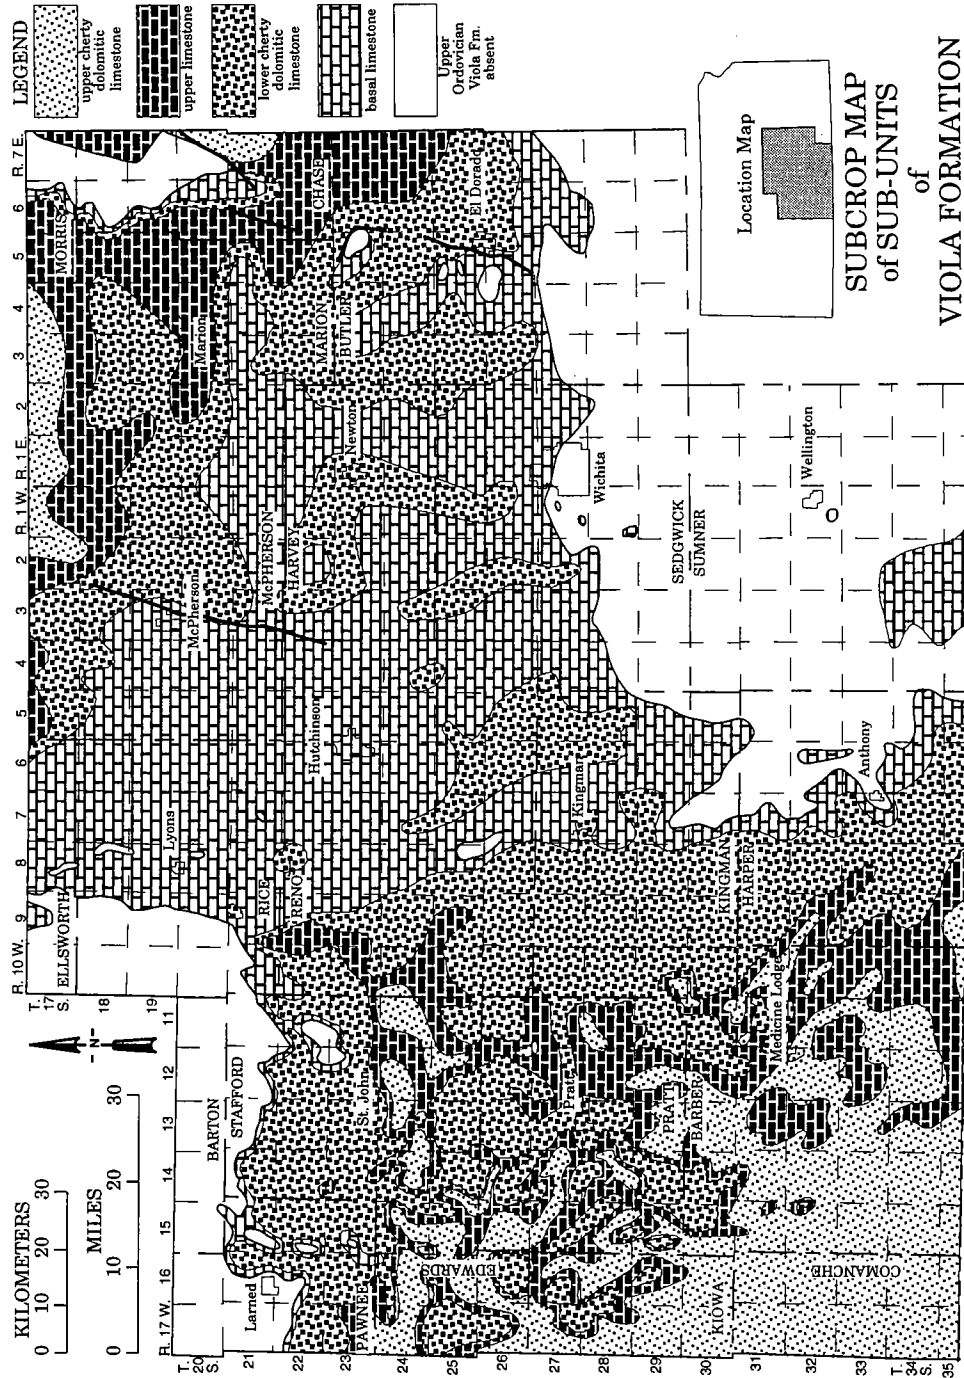 LEGEND
upper cherty
dolomitic
limestone
upper limestone
lower cherty
dolomitic
limestone
basal limestone
Upper
Ordovician
Viola Fm.
absent
Location Map
SUBCROP MAP
of SUB-UNITS
of
VIOLA FORMATION
KILOMETERS
0 10 20 30
MILES
0 10 20 30
- N -
R. 10 W. 9 8 7 6 5 4 3 2 R. 1 W. R. 1 E. 2 3 4 5 6 R. 7 E.
T.
17
S.
18
19
R. 17 W. 16 15 14 13 12 11
T.
20
S.
21
22
23
24
25
26
27
28
29
30
31
32
33
T.
34
S.
35
ELLSWORTH
MORRIS
Lyons
McPherson
Marion
CHASE
BARTON
STAFFORD
RICE
RENO
McPHERSON
HARVEY
MARION
BUTLER
Larned
Hutchinson
Newton
El Dorado
PAWNEE
St. John
EDWARDS
Pratt
Kingman
Wichita
PRATT
BARBER
KINGMAN
HARPER
SEDGWICK
SUMNER
KIOWA
Medicine Lodge
Wellington
COMANCHE
Anthony